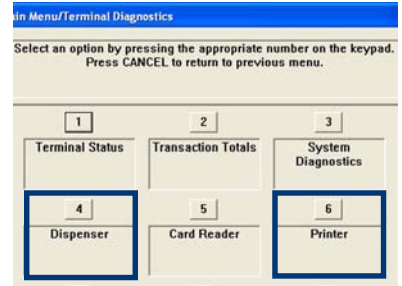 in Menu/Terminal Diagnostics
Select an option by pressing the appropriate number on the keypad.
Press CANCEL to return to previous menu.
1 2 3
Terminal Status Transaction Totals System
Diagnostics
4 5 6
Dispenser Card Reader Printer